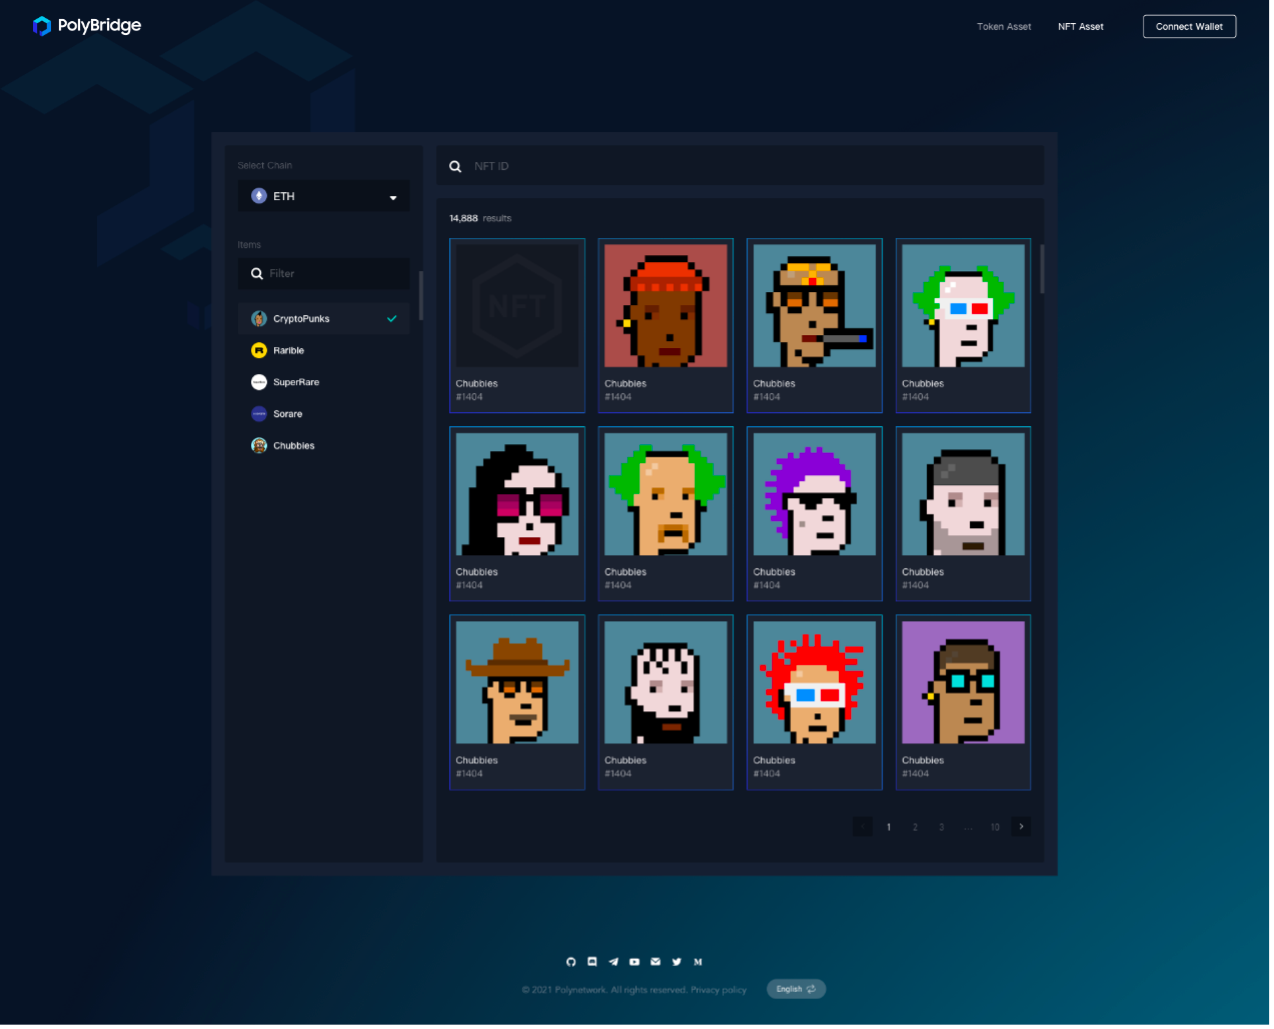 PolyBridge
Token Asset
NFT Asset
Connect Wallet
Select Chain
ETH
Items
Filter
CryptoPunks
Rarible
SuperRare
Sorare
Chubbies
NFT ID
14,888 results
NFT
Chubbies
#1404
Chubbies
#1404
Chubbies
#1404
Chubbies
#1404
Chubbies
#1404
Chubbies
#1404
Chubbies
#1404
Chubbies
#1404
Chubbies
#1404
Chubbies
#1404
Chubbies
#1404
Chubbies
#1404
1 2 3 ... 10
© 2021 Polynetwork. All rights reserved. Privacy policy
English